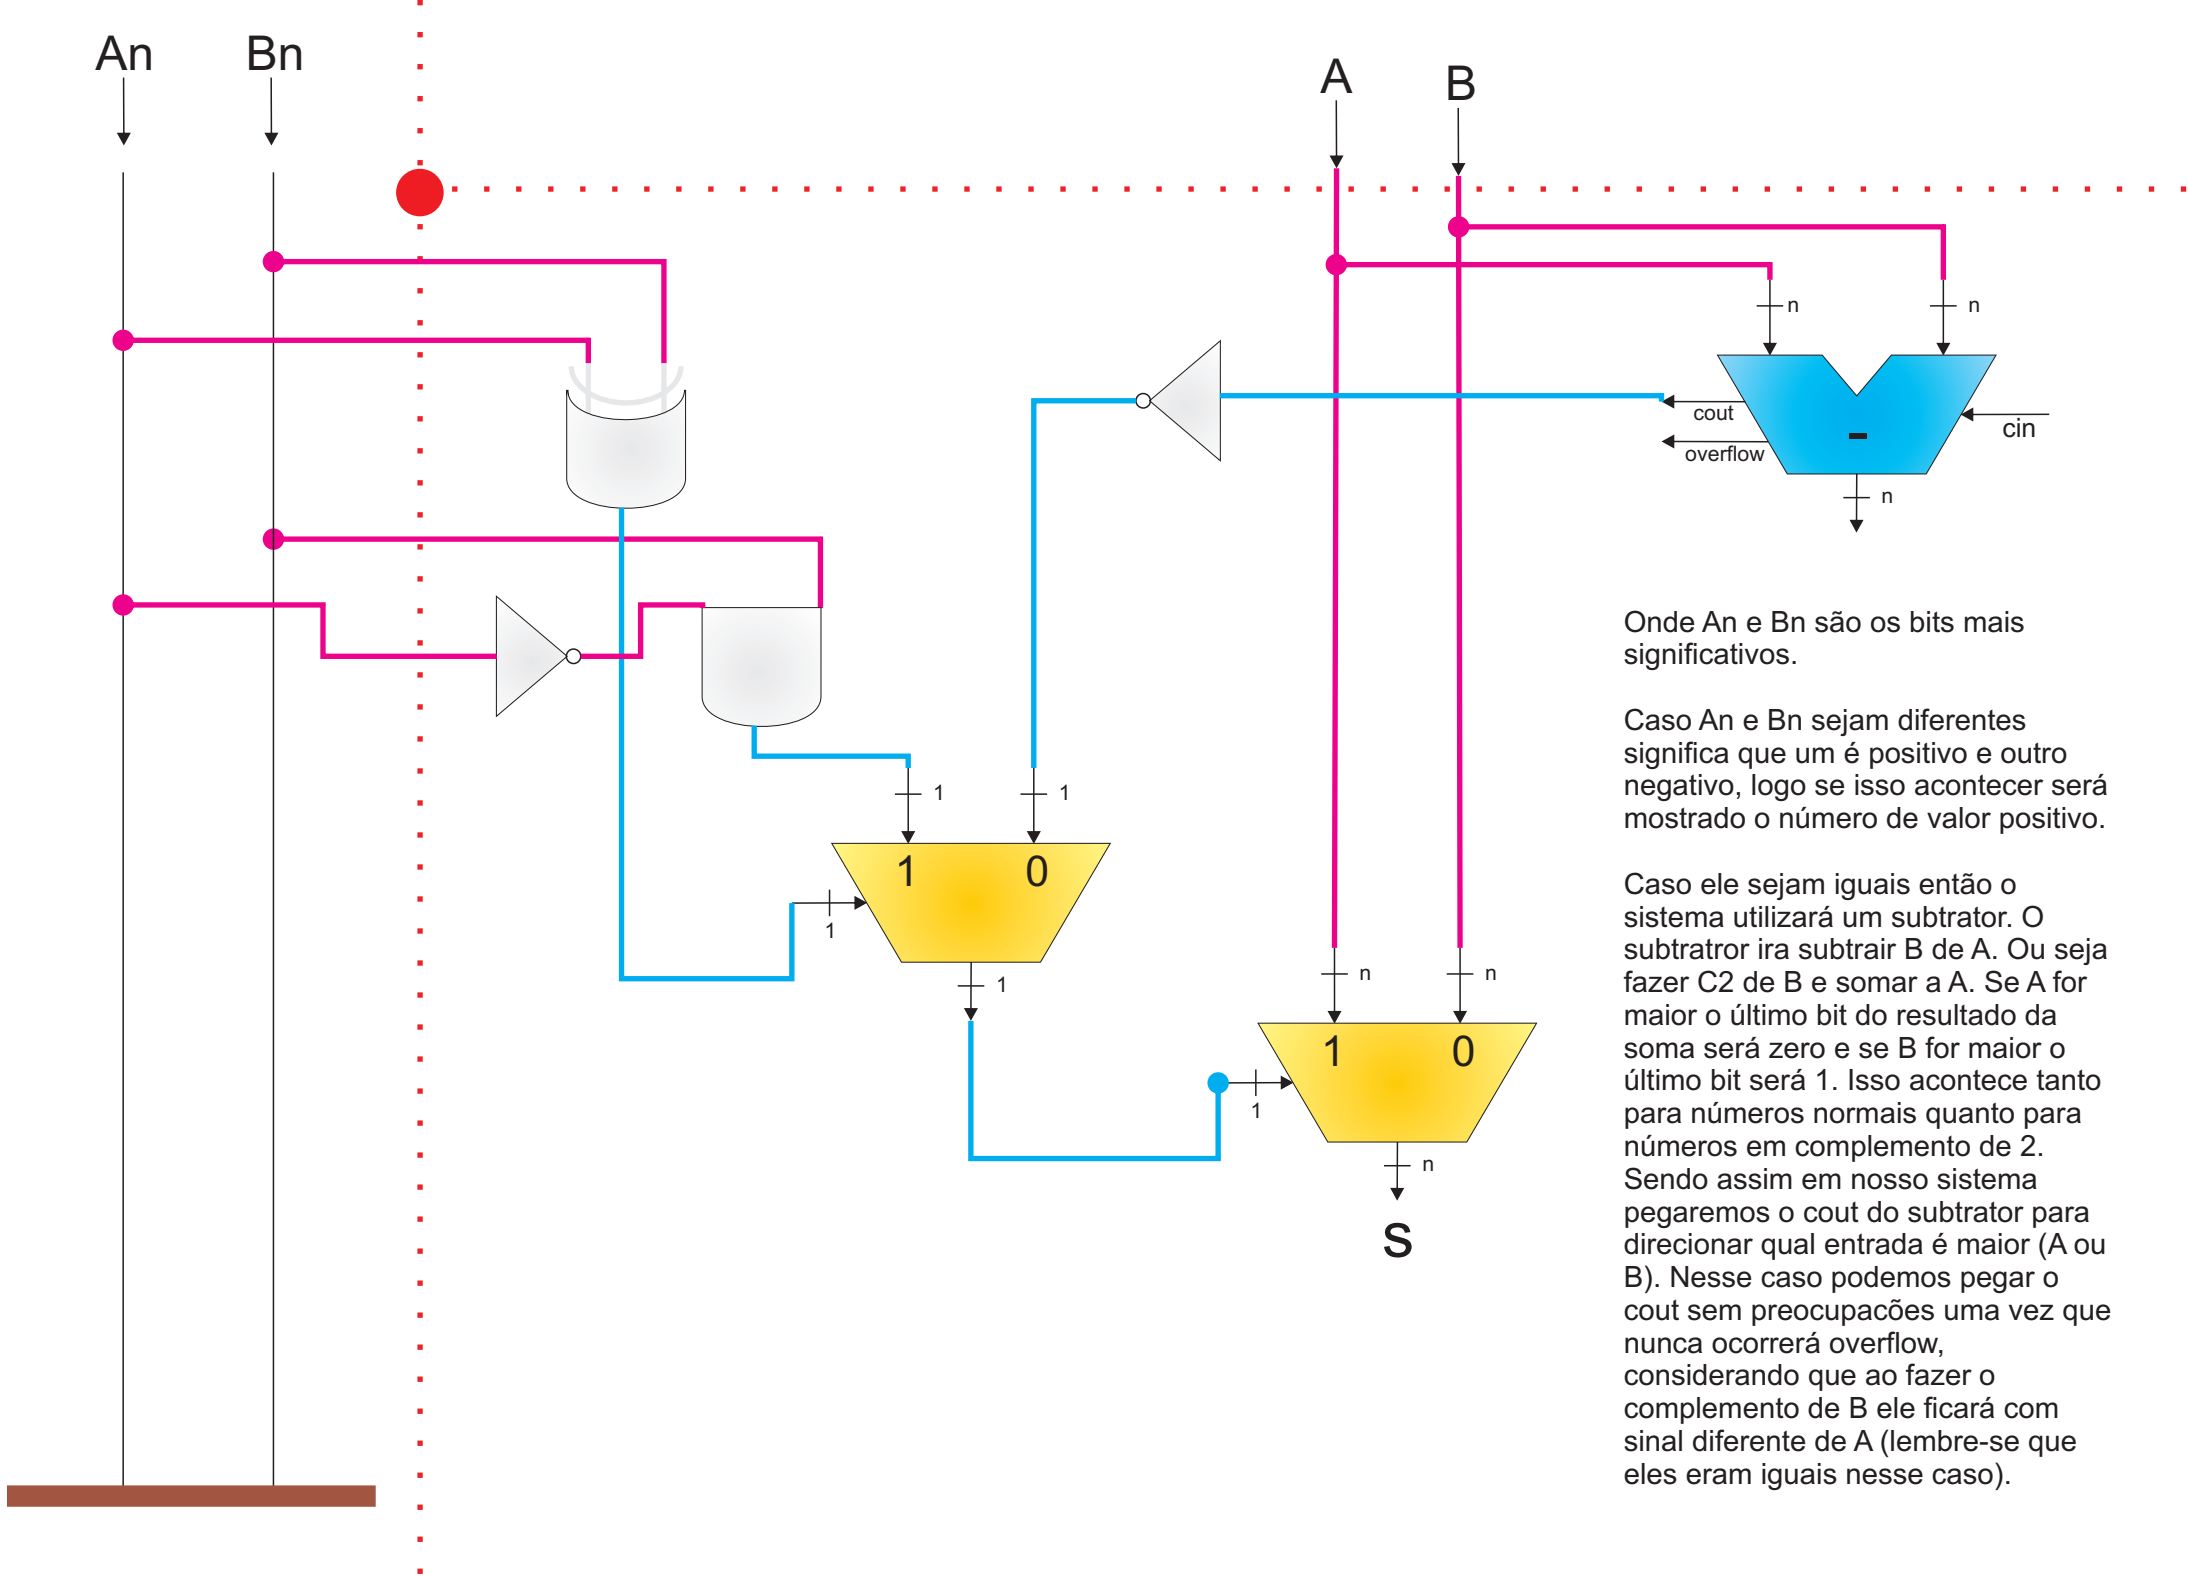 An
Bn
A
B
n
n
cout
overflow
cin
-
n
1
1
1
0
1
1
n
n
1
0
1
n
s
Onde An e Bn são os bits mais
significativos.
Caso An e Bn sejam diferentes
significa que um é positivo e outro
negativo, logo se isso acontecer será
mostrado o número de valor positivo.
Caso ele sejam iguais então o
sistema utilizará um subtrator. O
subtratror ira subtrair B de A. Ou seja
fazer C2 de B e somar a A. Se A for
maior o último bit do resultado da
soma será zero e se B for maior o
último bit será 1. Isso acontece tanto
para números normais quanto para
números em complemento de 2.
Sendo assim em nosso sistema
pegaremos o cout do subtrator para
direcionar qual entrada é maior (A ou
B). Nesse caso podemos pegar o
cout sem preocupacões uma vez que
nunca ocorrerá overflow,
considerando que ao fazer o
complemento de B ele ficará com
sinal diferente de A (lembre-se que
eles eram iguais nesse caso).